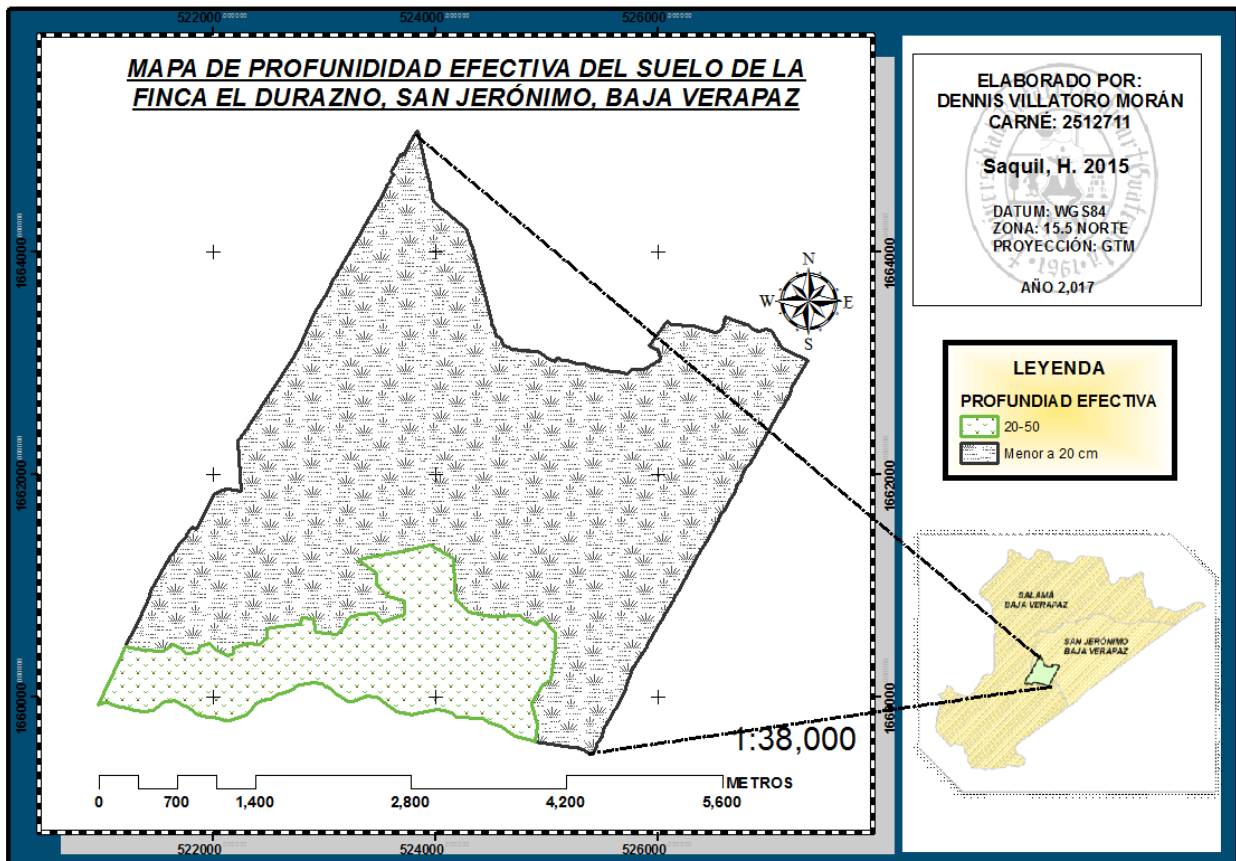 522000
524000
526000
MAPA DE PROFUNIDIDAD EFECTIVA DEL SUELO DE LA
FINCA EL DURAZNO, SAN JERÓNIMO, BAJA VERAPAZ
1664000
1662000
1660000
1664000
1662000
1660000
N
W
E
S
1:38,000
METROS
0 700 1,400 2,800 4,200 5,600
522000
524000
526000
ELABORADO POR:
DENNIS VILLATORO MORÁN
CARNÉ: 2512711
Saquil, H. 2015
DATUM: WGS84
ZONA: 15.5 NORTE
PROYECCIÓN: GTM
AÑO 2,017
1961
LEYENDA
PROFUNDIAD EFECTIVA
20-50
Menor a 20 cm
SALAMÁ
BAJA VERAPAZ
SAN JERÓNIMO
BAJA VERAPAZ